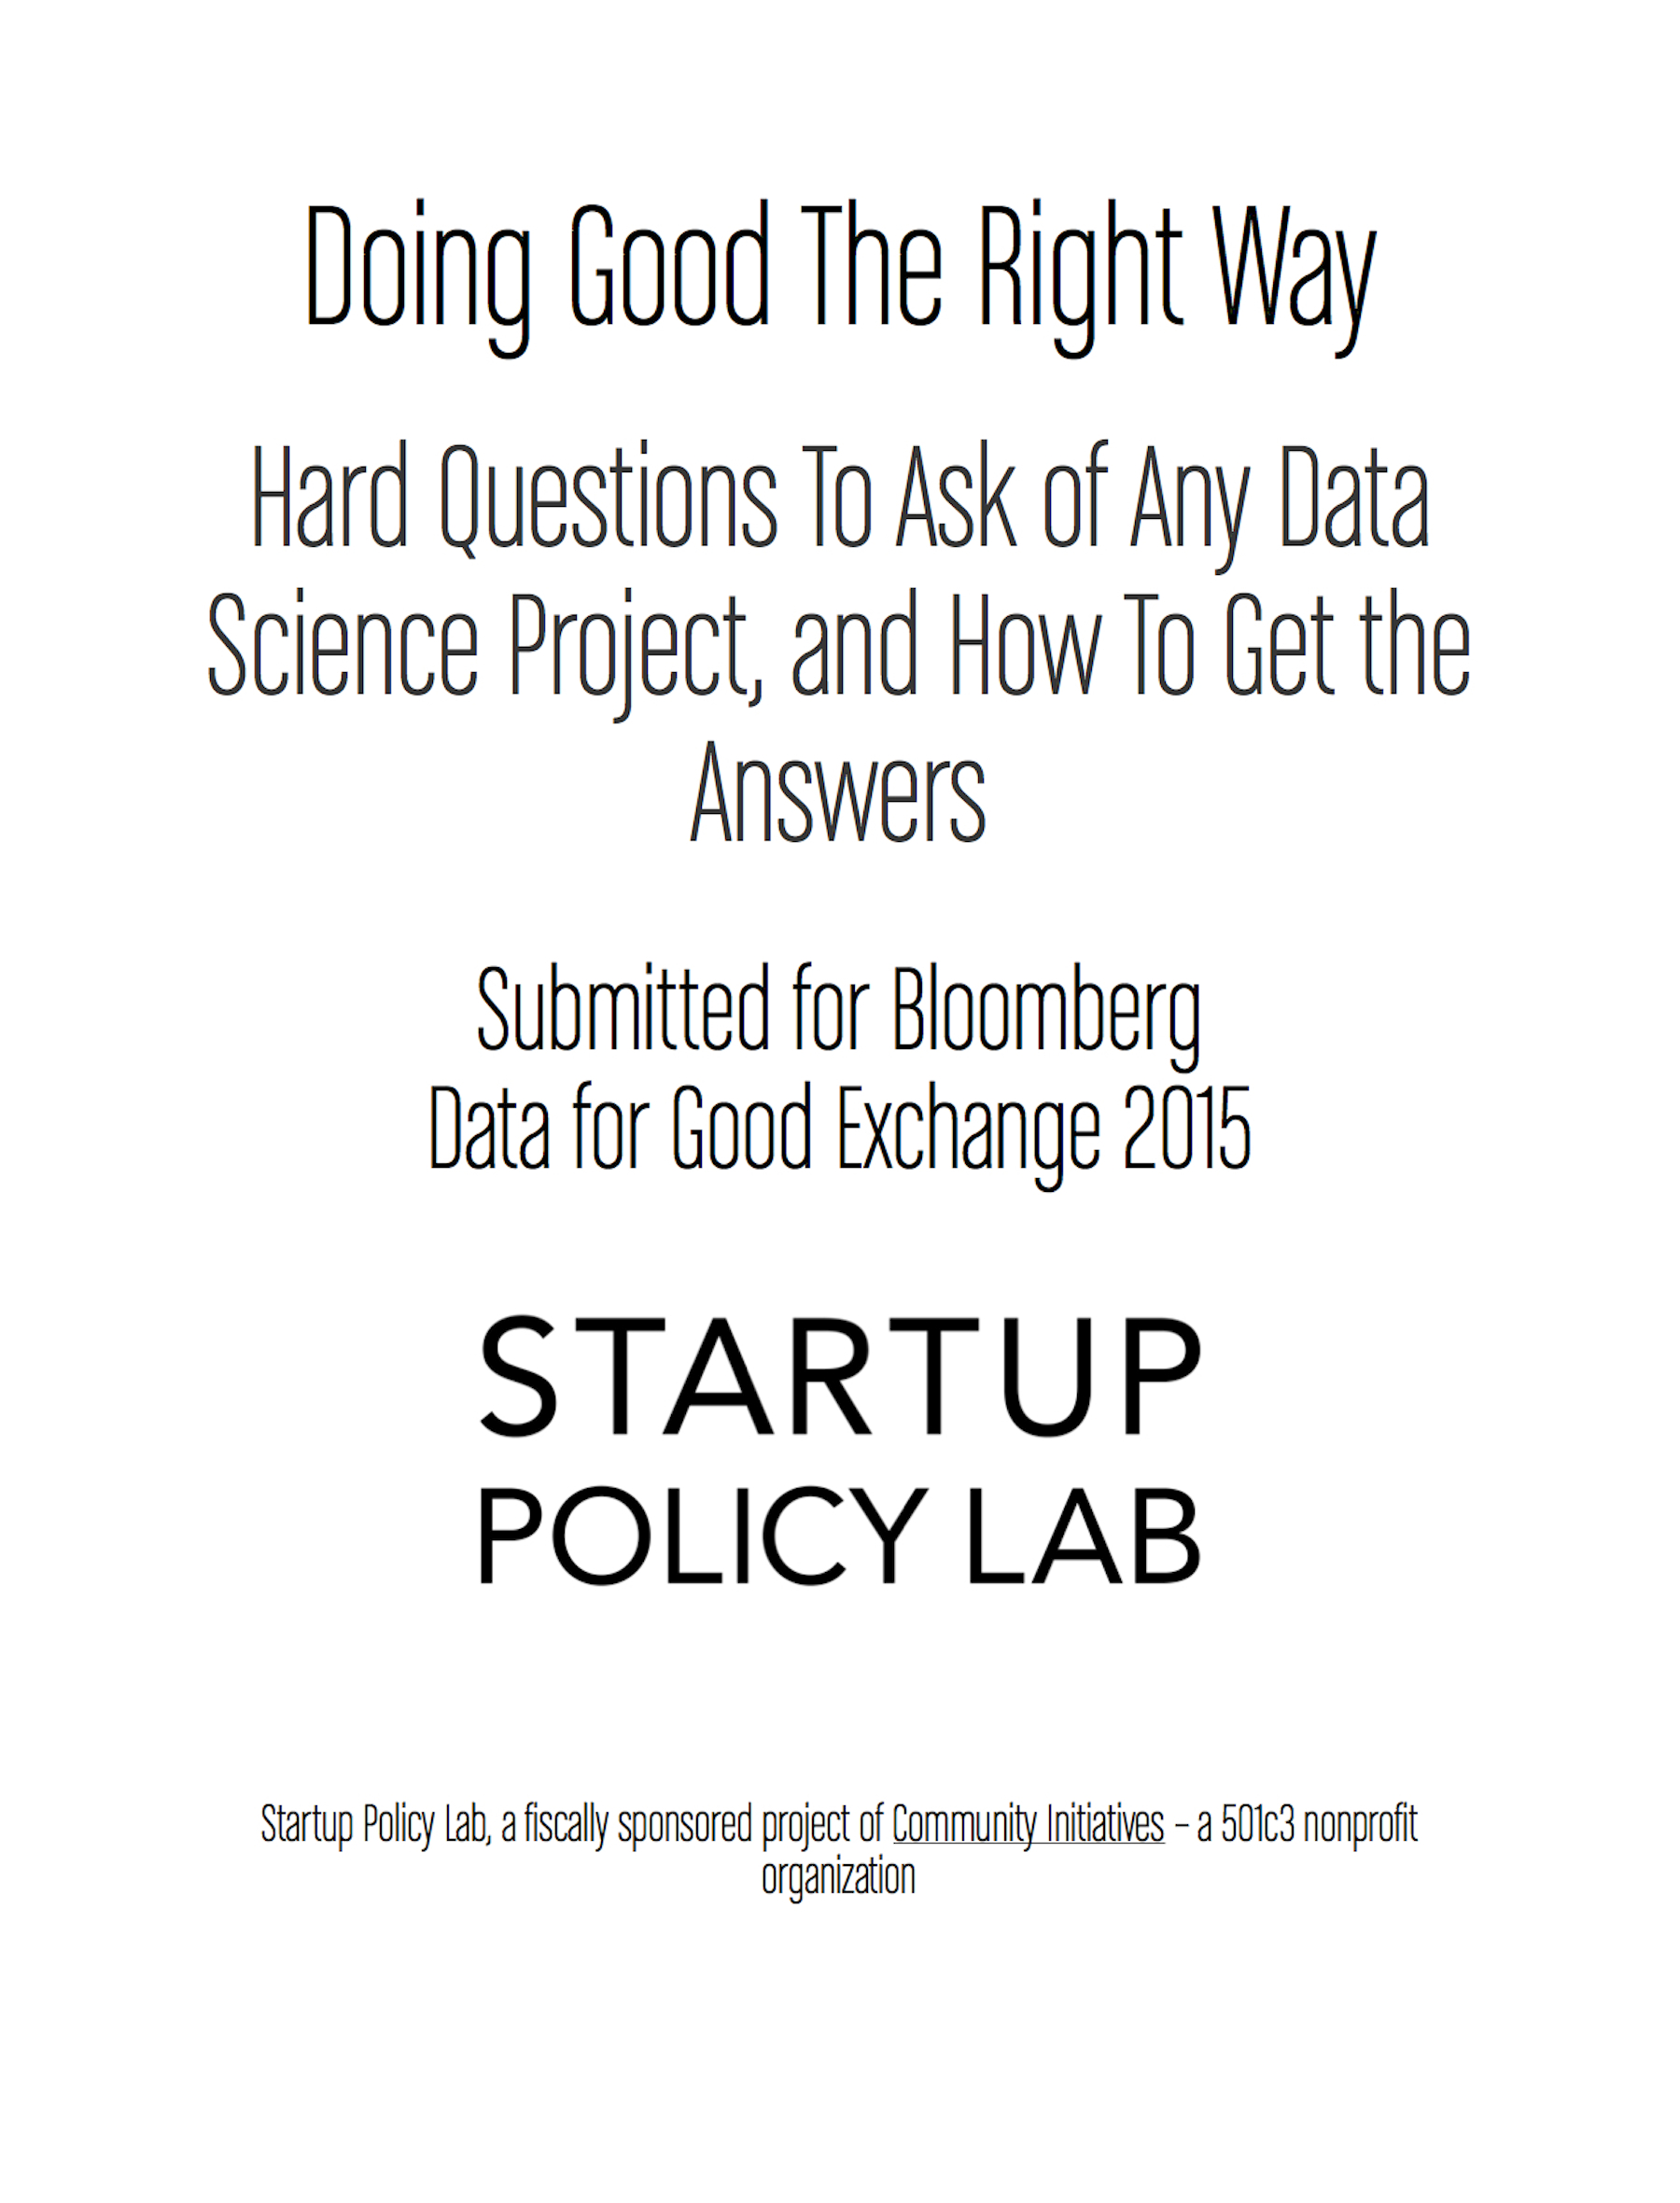 Doing Good The Right Way
Hard Questions To Ask of Any Data
Science Project, and How To Get the
Answers
Submitted for Bloomberg
Data for Good Exchange 2015
STARTUP
POLICY LAB
Startup Policy Lab, a fiscally sponsored project of Community Initiatives – a 501c3 nonprofit
organization